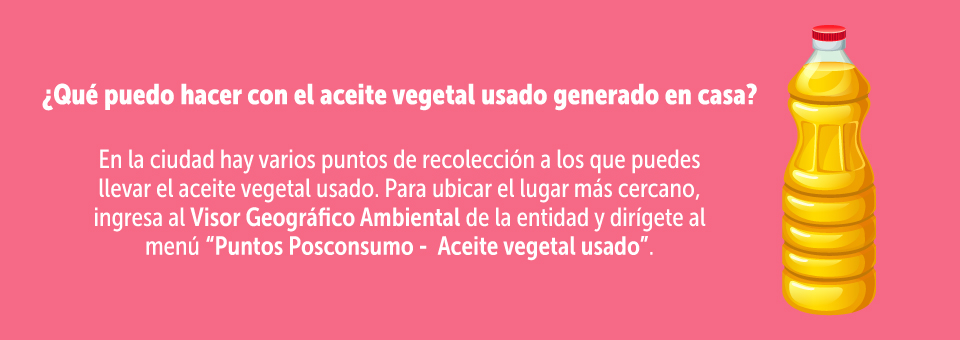 ¿Qué puedo hacer con el aceite vegetal usado generado en casa?
En la ciudad hay varios puntos de recolección a los que puedes
llevar el aceite vegetal usado. Para ubicar el lugar más cercano,
ingresa al Visor Geográfico Ambiental de la entidad y dirígete al
menú “Puntos Posconsumo - Aceite vegetal usado”.